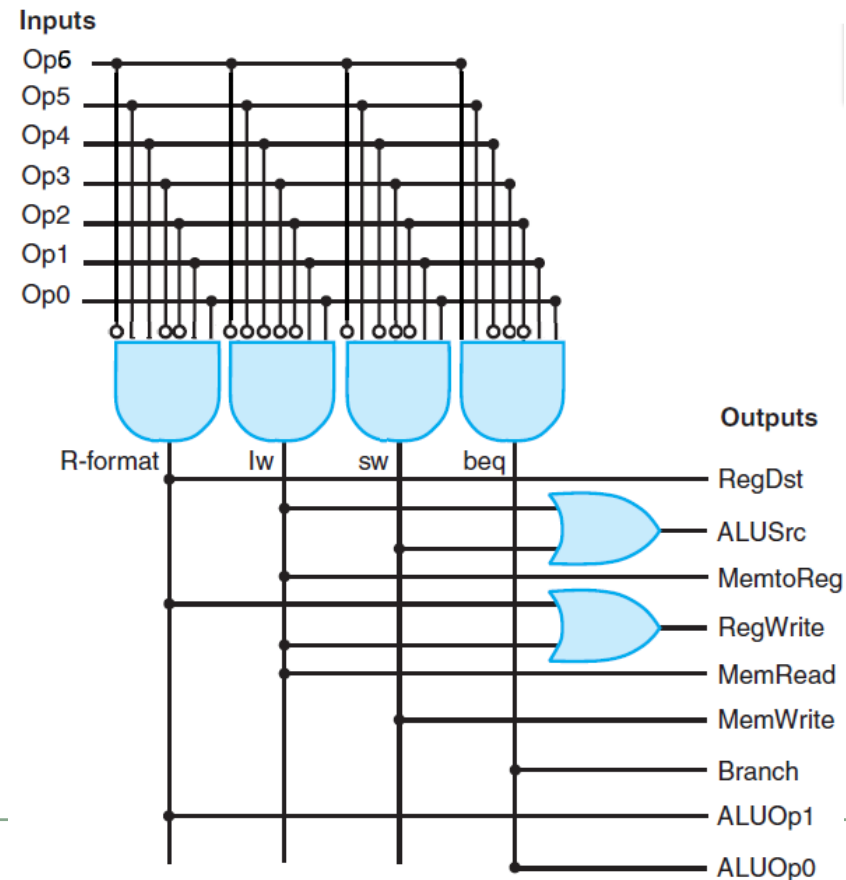 Inputs
Op6
Op5
Op4
Op3
Op2
Op1
Op0
R-format
lw
sw
beq
Outputs
RegDst
ALUSrc
MemtoReg
RegWrite
MemRead
MemWrite
Branch
ALUOp1
ALUOp0